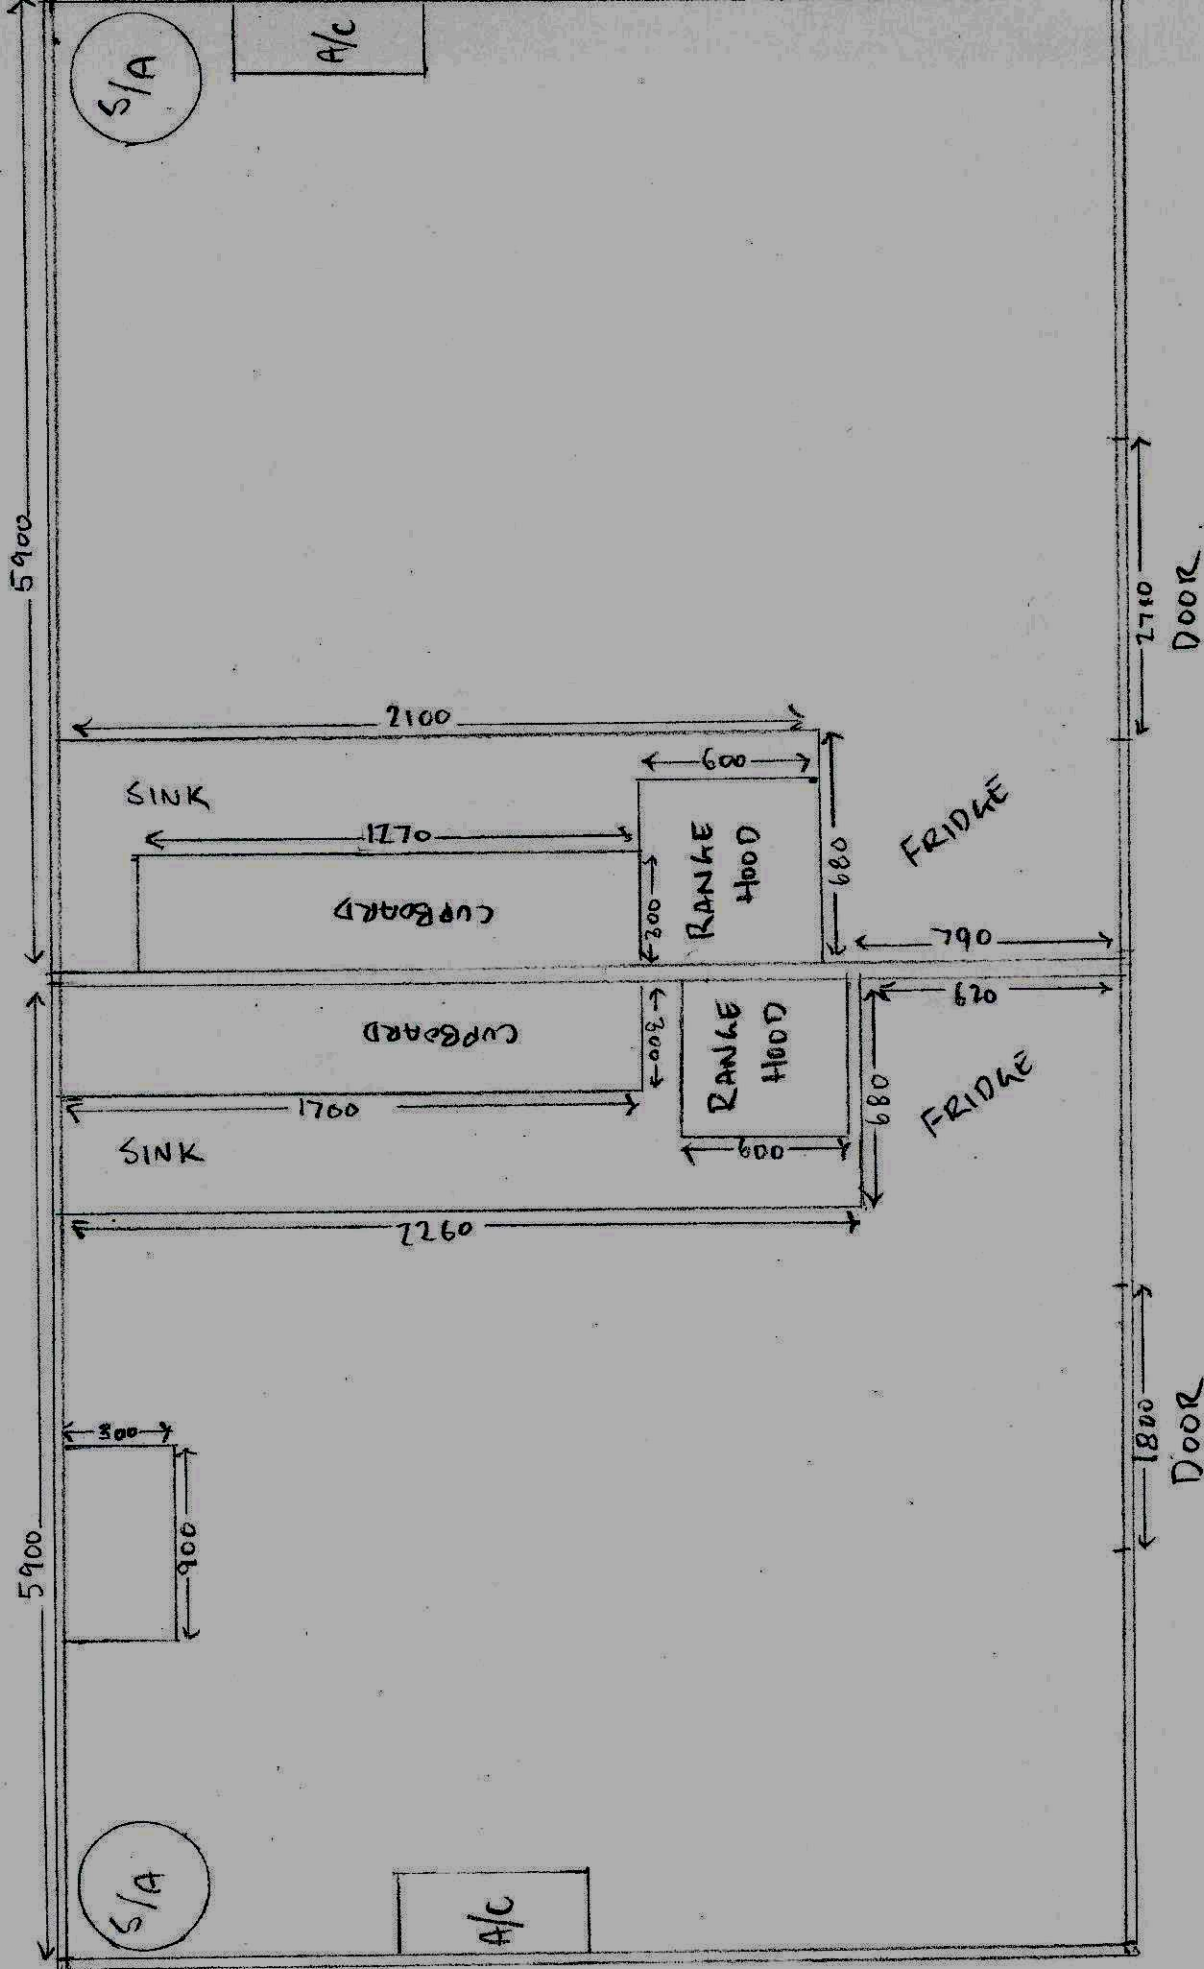 S/A
A/C
5900
2710
DOOR
2100
SINK
600
1270
FRIDGE
RANGE
HOOD
680
CUPBOARD
300
790
620
CUPBOARD
300
RANGE
HOOD
680
FRIDGE
1700
SINK
600
2260
1800
DOOR
300
900
5900
S/A
A/C